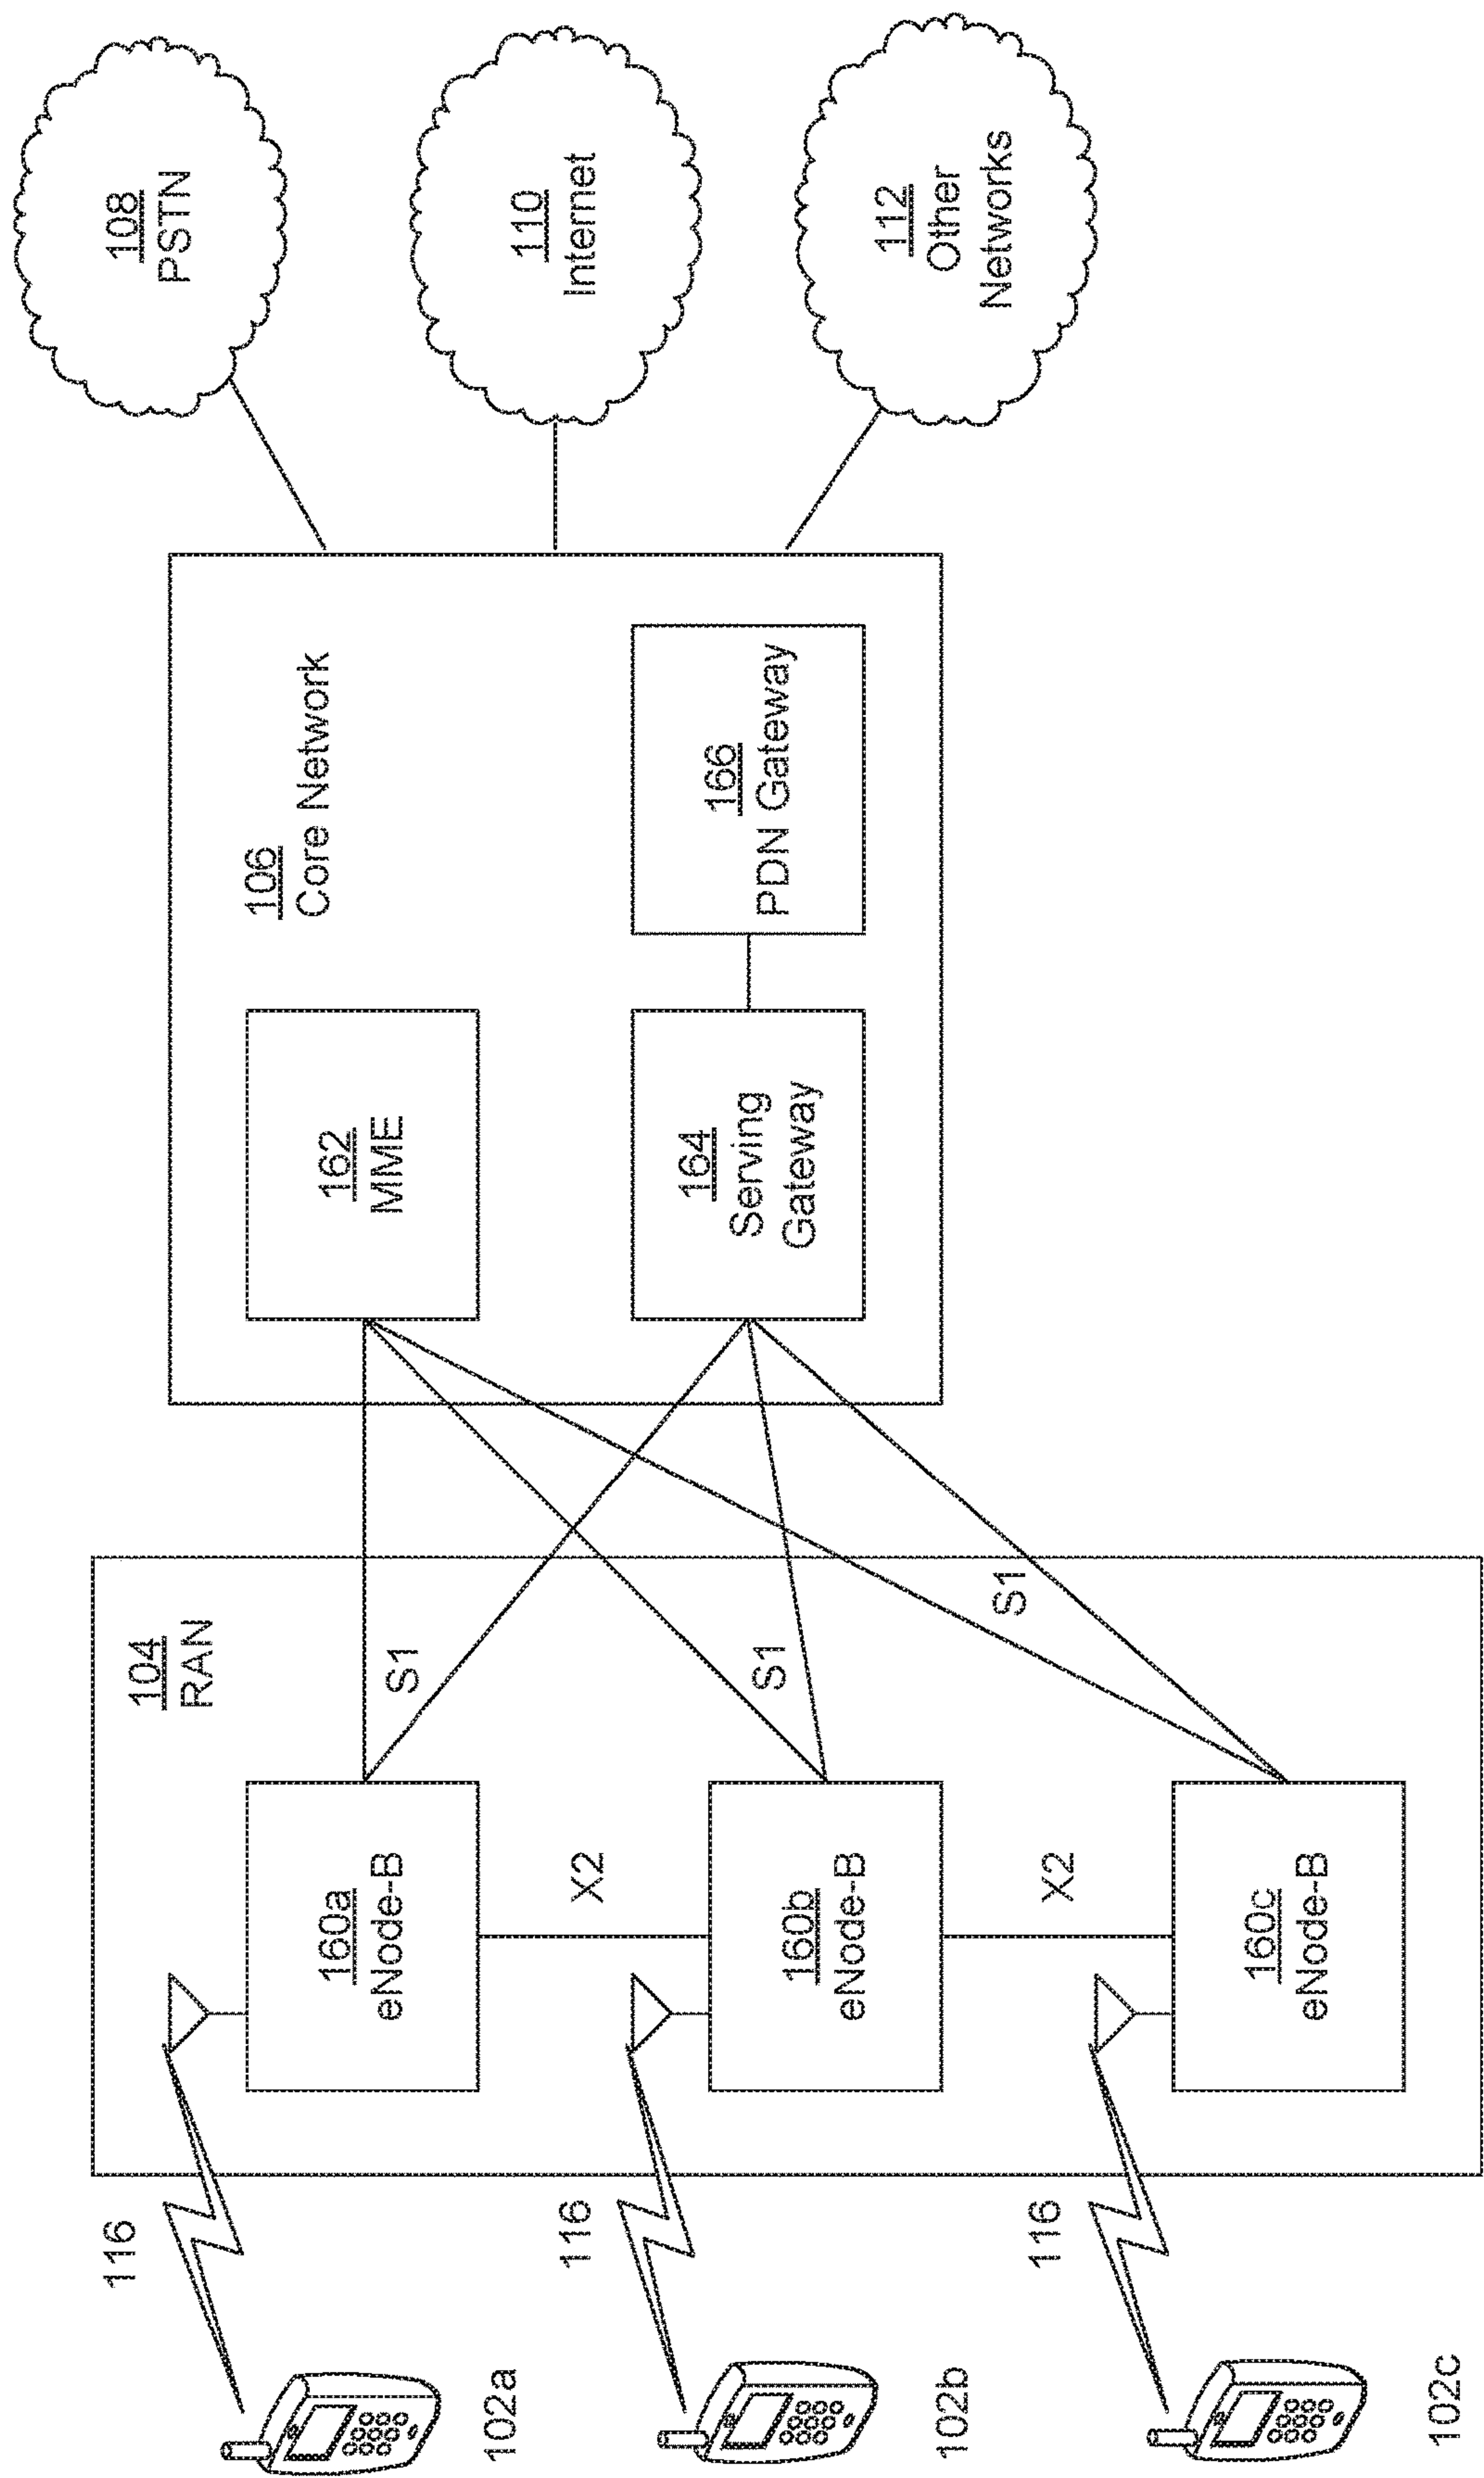 116
102a
116
102b
116
102c
104
RAN
160a
eNode-B
X2
160b
eNode-B
X2
160c
eNode-B
S1
S1
S1
106
Core Network
162
MME
164
Serving
Gateway
166
PDN Gateway
108
PSTN
110
Internet
112
Other
Networks